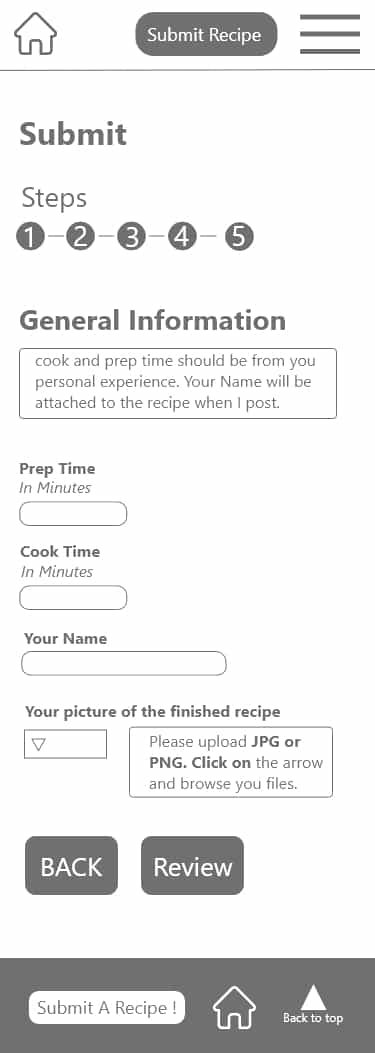 Submit Recipe
Submit
Steps
1 2 3 4 5
General Information
cook and prep time should be from you
personal experience. Your Name will be
attached to the recipe when I post.
Prep Time
In Minutes
Cook Time
In Minutes
Your Name
Your picture of the finished recipe
Please upload JPG or
PNG. Click on the arrow
and browse you files.
BACK Review
Submit A Recipe !
Back to top